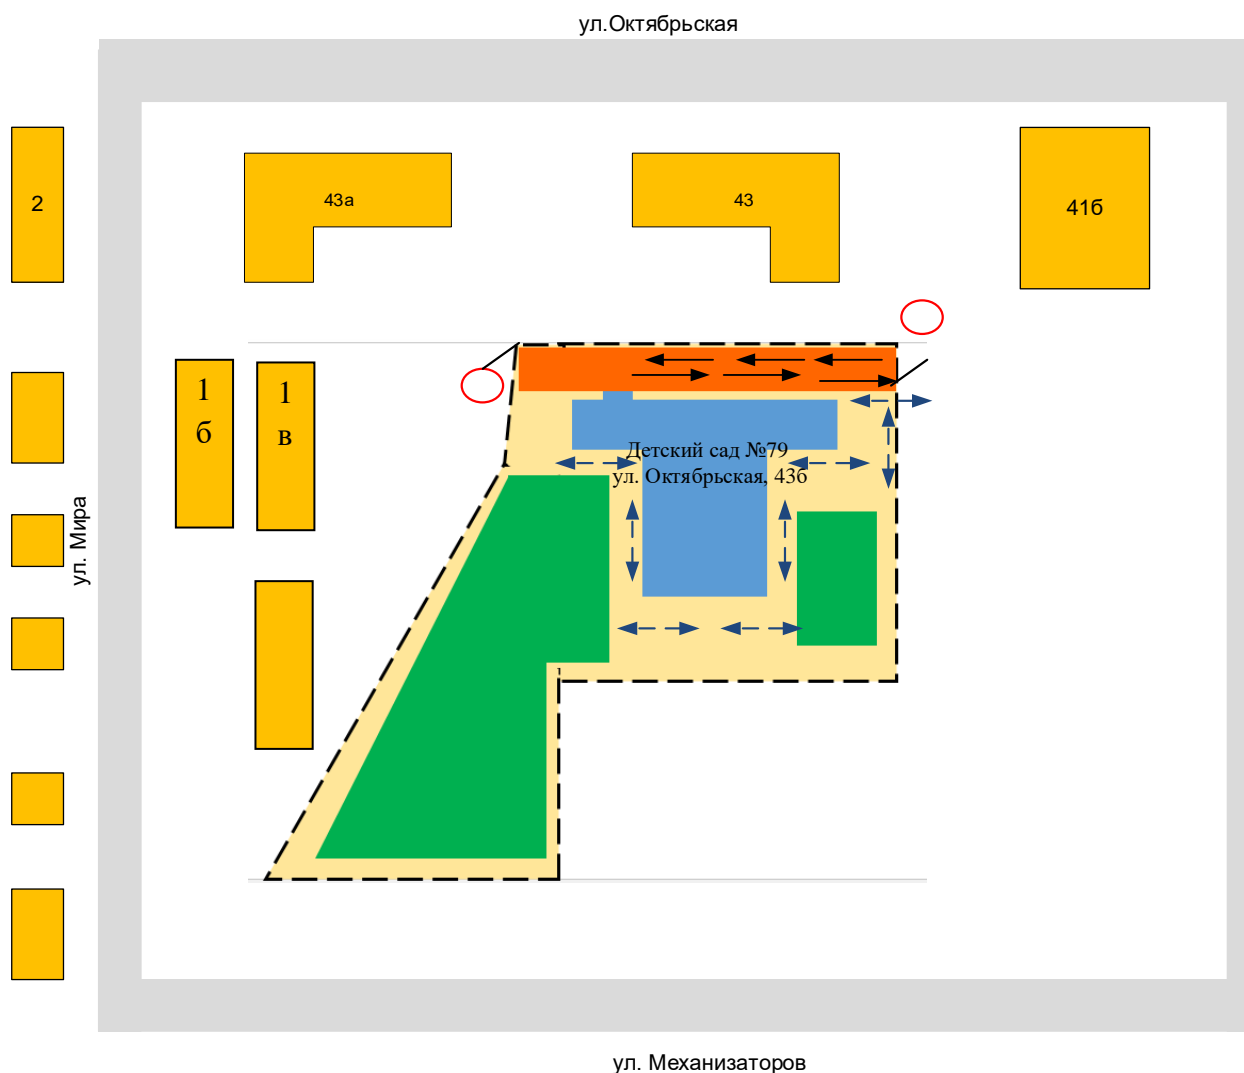 ул.Октябрьская
2
43а
43
41б
1
б
1
в
Детский сад №79
ул. Октябрьская, 43б
ул. Мира
ул. Механизаторов